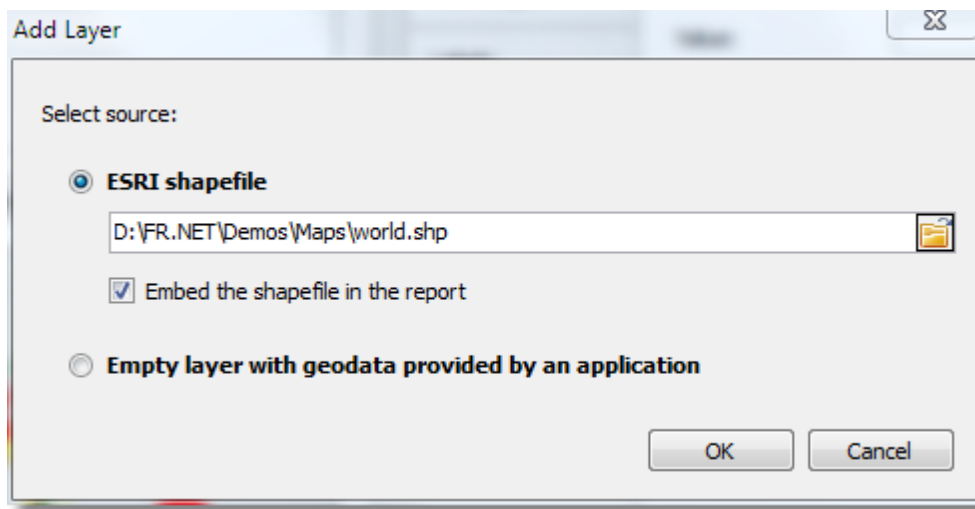 Add Layer
Select source:
ESRI shapefile
D:\FR.NET\Demos\Maps\world.shp
Embed the shapefile in the report
Empty layer with geodata provided by an application
OK
Cancel